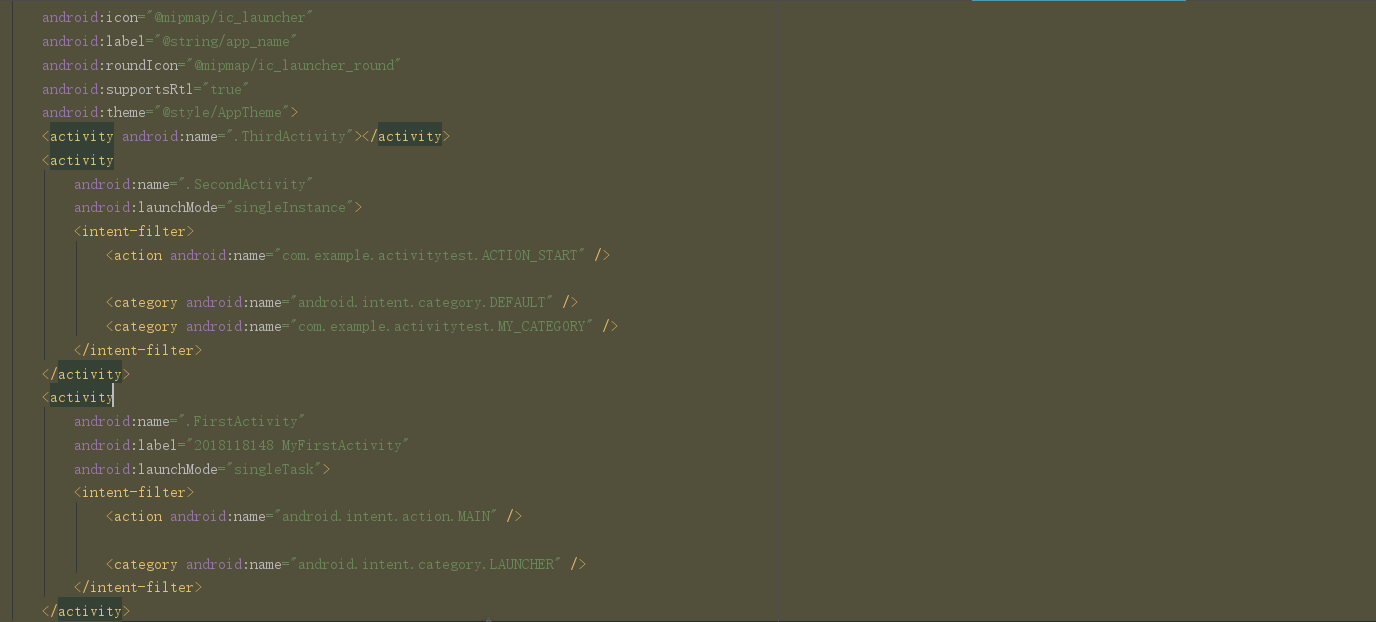 android:icon="@mipmap/ic_launcher"
android:label="@string/app_name"
android:roundIcon="@mipmap/ic_launcher_round"
android:supportsRtl="true"
android:theme="@style/AppTheme">
<activity android:name=".ThirdActivity"></activity>
<activity
android:name=".SecondActivity"
android:launchMode="singleInstance">
<intent-filter>
<action android:name="com.example.activitytest.ACTION_START" />
<category android:name="android.intent.category.DEFAULT" />
<category android:name="com.example.activitytest.MY_CATEGORY" />
</intent-filter>
</activity>
<activity
android:name=".FirstActivity"
android:label="2018118148 MyFirstActivity"
android:launchMode="singleTask">
<intent-filter>
<action android:name="android.intent.action.MAIN" />
<category android:name="android.intent.category.LAUNCHER" />
</intent-filter>
</activity>